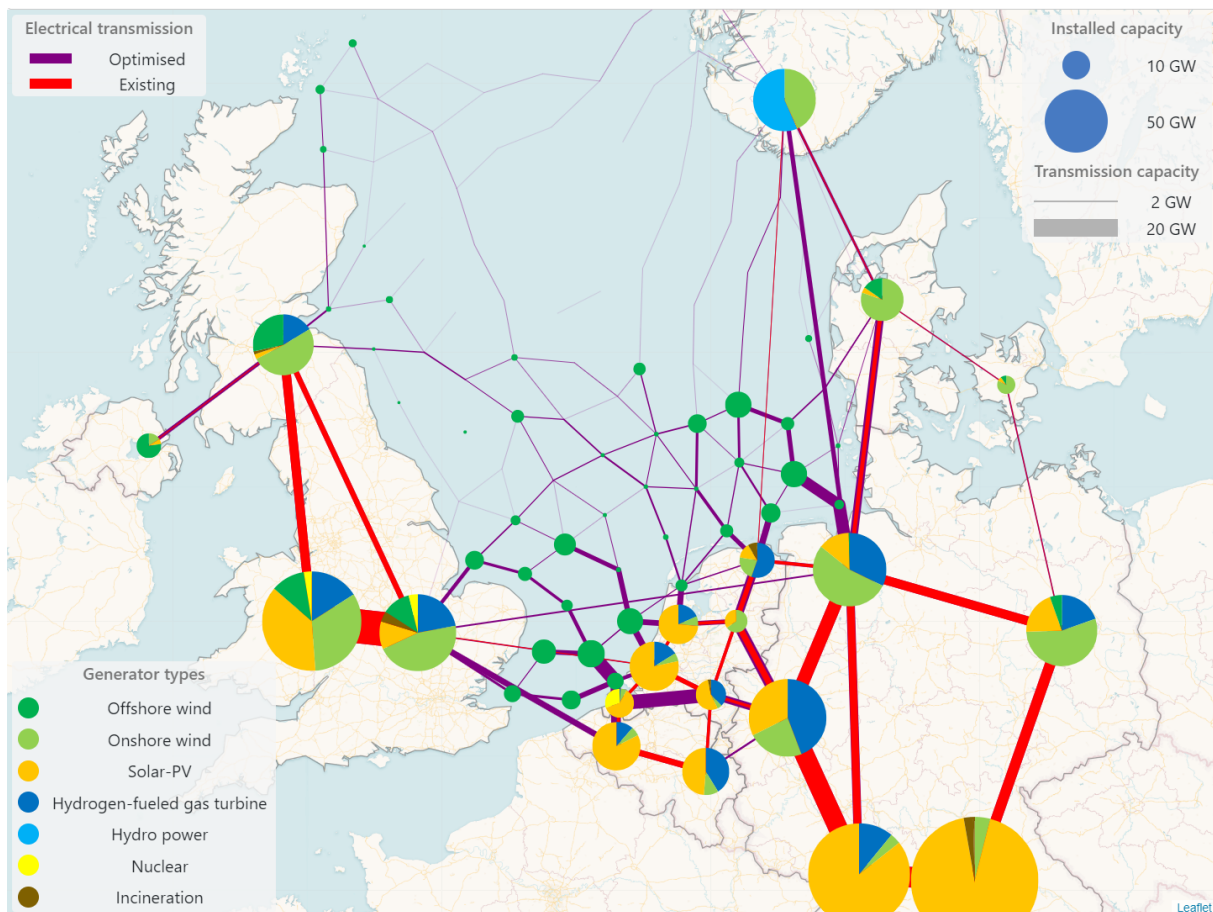 Electrical transmission
Optimised
Existing
Installed capacity
10 GW
50 GW
Transmission capacity
2 GW
20 GW
Generator types
Offshore wind
Onshore wind
Solar-PV
Hydrogen-fueled gas turbine
Hydro power
Nuclear
Incineration
Leaflet